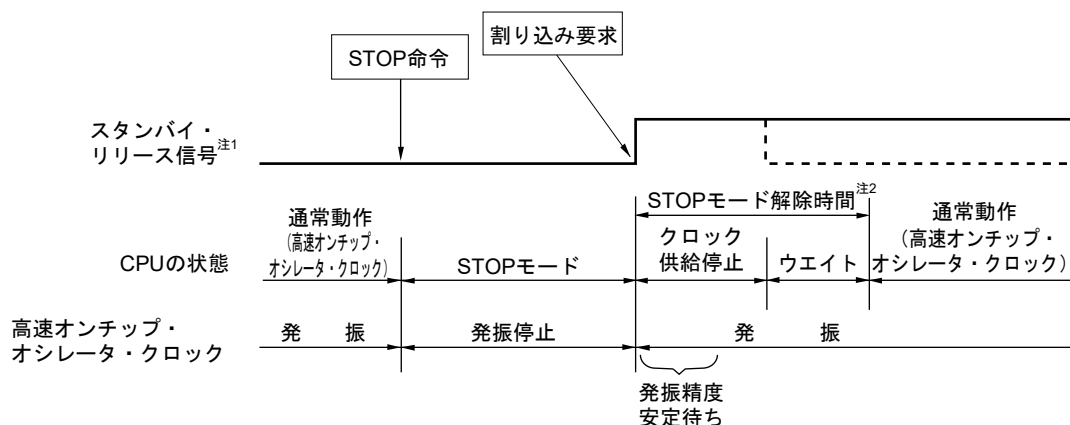 割り込み要求
STOP命令
スタンバイ・
リリース信号注1
STOPモード解除時間注2
通常動作
(高速オンチップ・
オシレータ・クロック)
クロック
供給停止
通常動作
(高速オンチップ・
オシレータ・クロック)
CPUの状態
STOPモード
ウエイト
高速オンチップ・
オシレータ・クロック
発 振
発振停止
発 振
発振精度
安定待ち